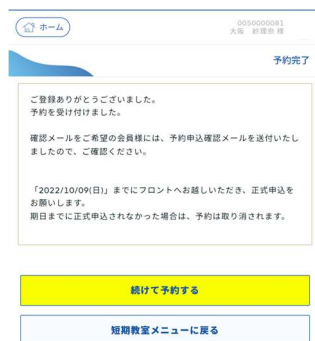 ホーム
0050000081
大阪 紗理奈 様
予約完了
ご登録ありがとうございました。
予約を受け付けました。
確認メールをご希望の会員様には、予約申込確認メールを送付いたし
ましたので、ご確認ください。
「2022/10/09(日)」までにフロントへお越しいただき、正式申込を
お願いします。
期日までに正式申込されなかった場合は、予約は取り消されます。
続けて予約する
短期教室メニューに戻る